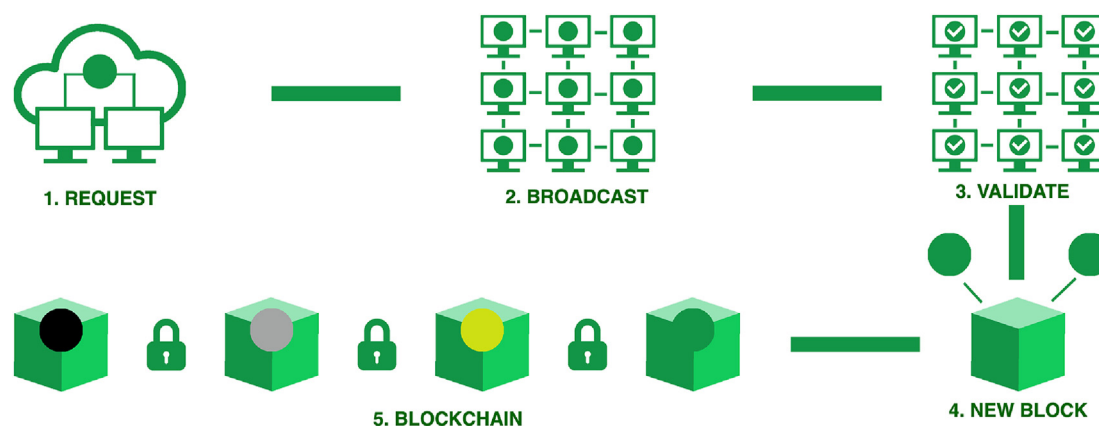 1. REQUEST
2. BROADCAST
3. VALIDATE
4. NEW BLOCK
5. BLOCKCHAIN